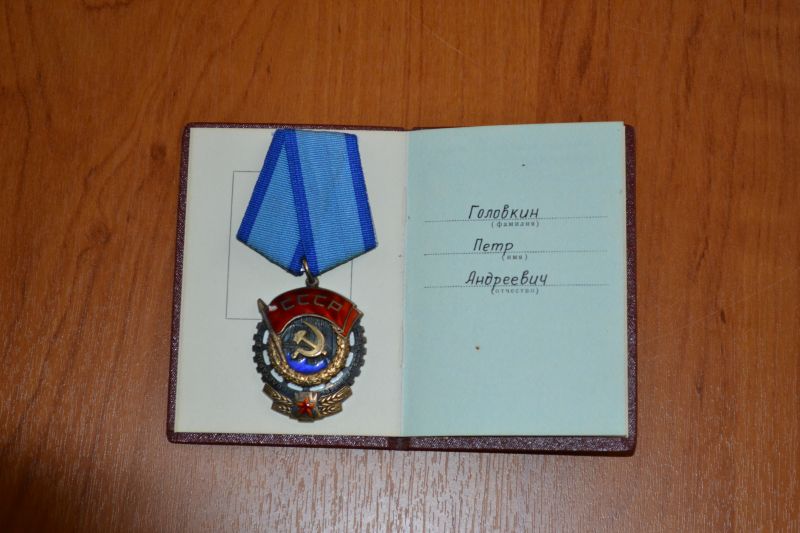 СССР
Головкин
(фамилия)
Петр
(имя)
Андреевич
(отчество)